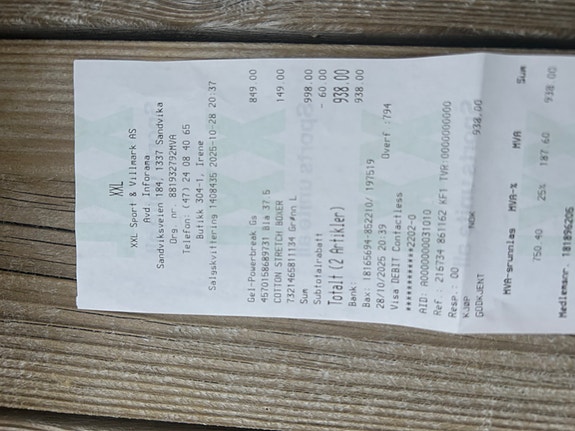 XXL
XXL Sport & Villmark AS
Avd. Inforama
Sandviksveien 184, 1337 Sandvika
Org. nr. 881932792MVA
Telefon: (47) 24 08 40 65
Butikk 304-1, Irene
Salgskvittering 1408435 2025-10-28 20:37
Gel-Powerbreak Gs 849.00
4570158689731 Blå 37.5
COTTON STRETCH BOXER 149.00
7321465811134 Grønn L
Sum 998.00
Subtotalrabatt - 60.00
Totalt (2 Artikler) 938.00
Bank: 938.00
Bax: 18165694-852210/ 197519
28/10/2025 20:39 Overf.:794
Visa DEBIT Contactless
************2202-0
AID: A0000000031010
Ref.: 216734 861162 KF1 TVR:0000000000
Resp.: 00
KJØP NOK 938.00
GODKJENT
MVA-grunnlag MVA-% MVA Sum
750.40 25% 187.60 938.00
Medlemsnr. 181896205